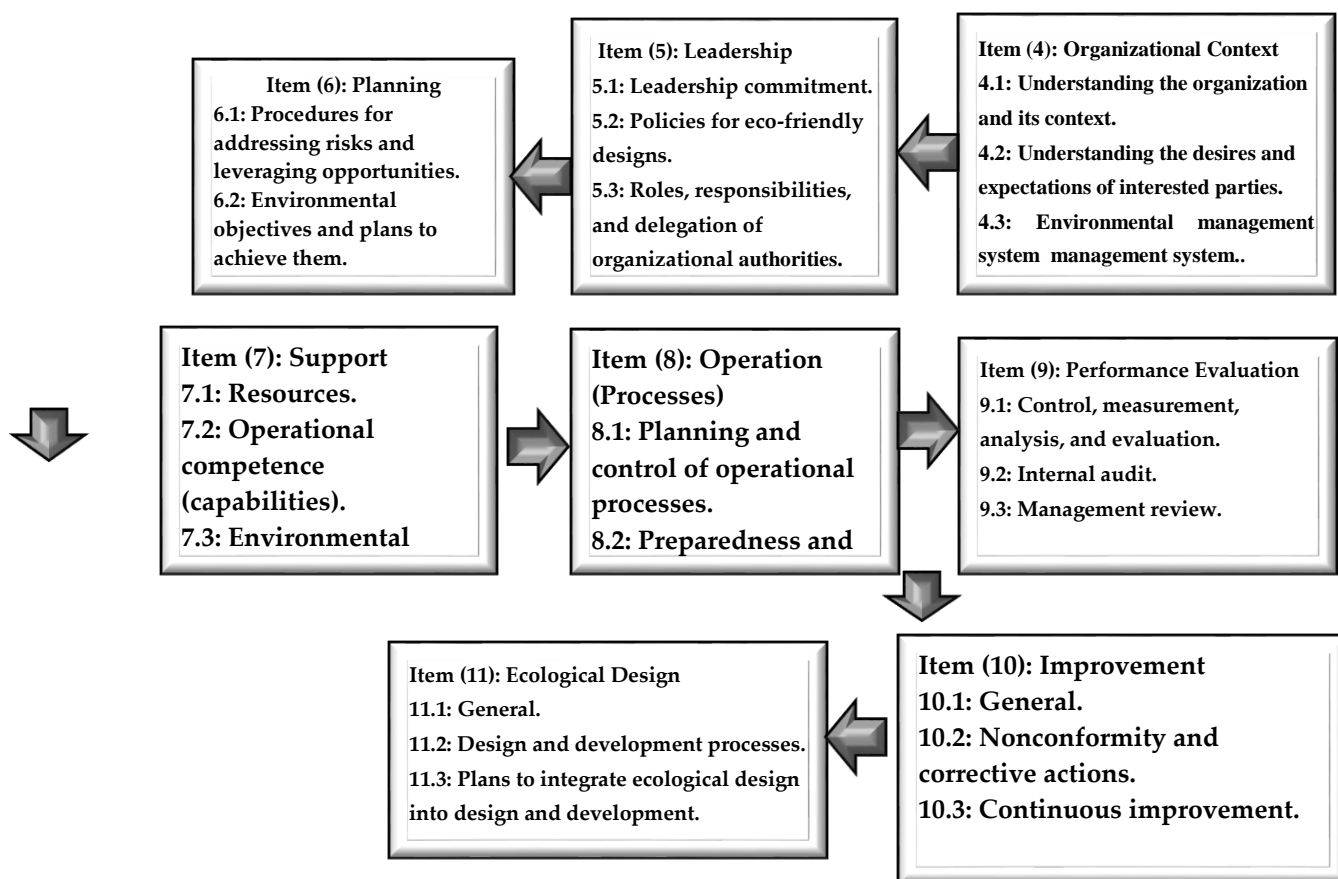 Item (4): Organizational Context
4.1: Understanding the organization
and its context.
4.2: Understanding the desires and
expectations of interested parties.
4.3: Environmental management
system management system..
Item (5): Leadership
5.1: Leadership commitment.
5.2: Policies for eco-friendly
designs.
5.3: Roles, responsibilities,
and delegation of
organizational authorities.
Item (6): Planning
6.1: Procedures for
addressing risks and
leveraging opportunities.
6.2: Environmental
objectives and plans to
achieve them.
Item (7): Support
7.1: Resources.
7.2: Operational
competence
(capabilities).
7.3: Environmental
Item (8): Operation
(Processes)
8.1: Planning and
control of operational
processes.
8.2: Preparedness and
Item (9): Performance Evaluation
9.1: Control, measurement,
analysis, and evaluation.
9.2: Internal audit.
9.3: Management review.
Item (10): Improvement
10.1: General.
10.2: Nonconformity and
corrective actions.
10.3: Continuous improvement.
Item (11): Ecological Design
11.1: General.
11.2: Design and development processes.
11.3: Plans to integrate ecological design
into design and development.